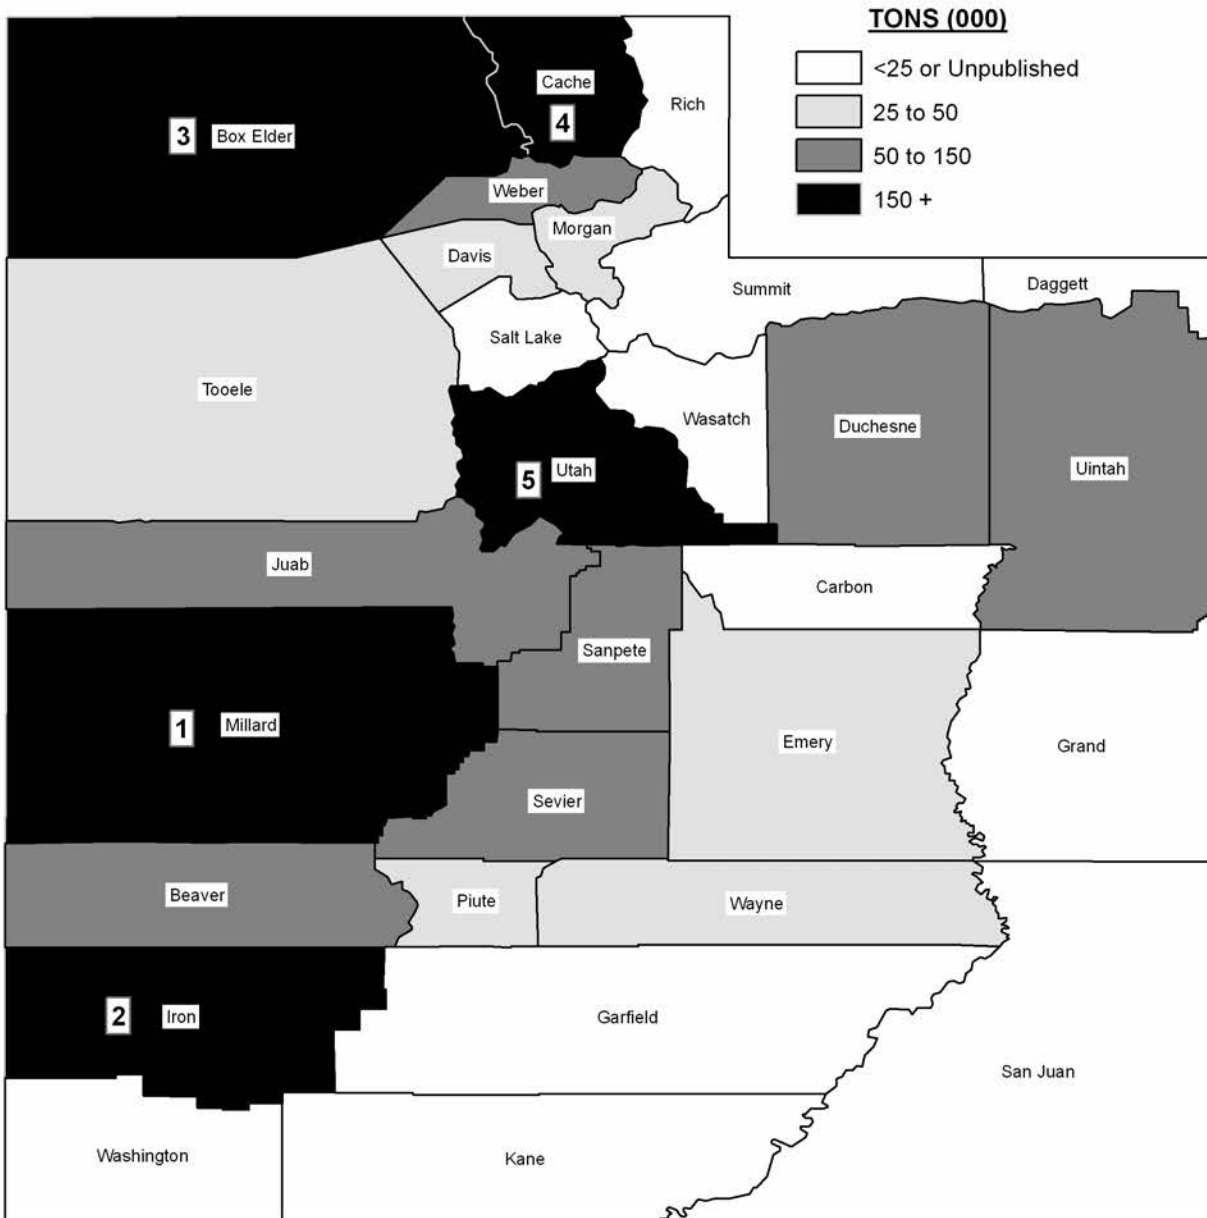 TONS (000)
<25 or Unpublished
25 to 50
50 to 150
150 +
Cache
4
Rich
3
Box Elder
Weber
Morgan
Davis
Summit
Daggett
Salt Lake
Tooele
Wasatch
Duchesne
Uintah
5
Utah
Juab
Carbon
Sanpete
1
Millard
Emery
Grand
Sevier
Beaver
Piute
Wayne
2
Iron
Garfield
San Juan
Washington
Kane